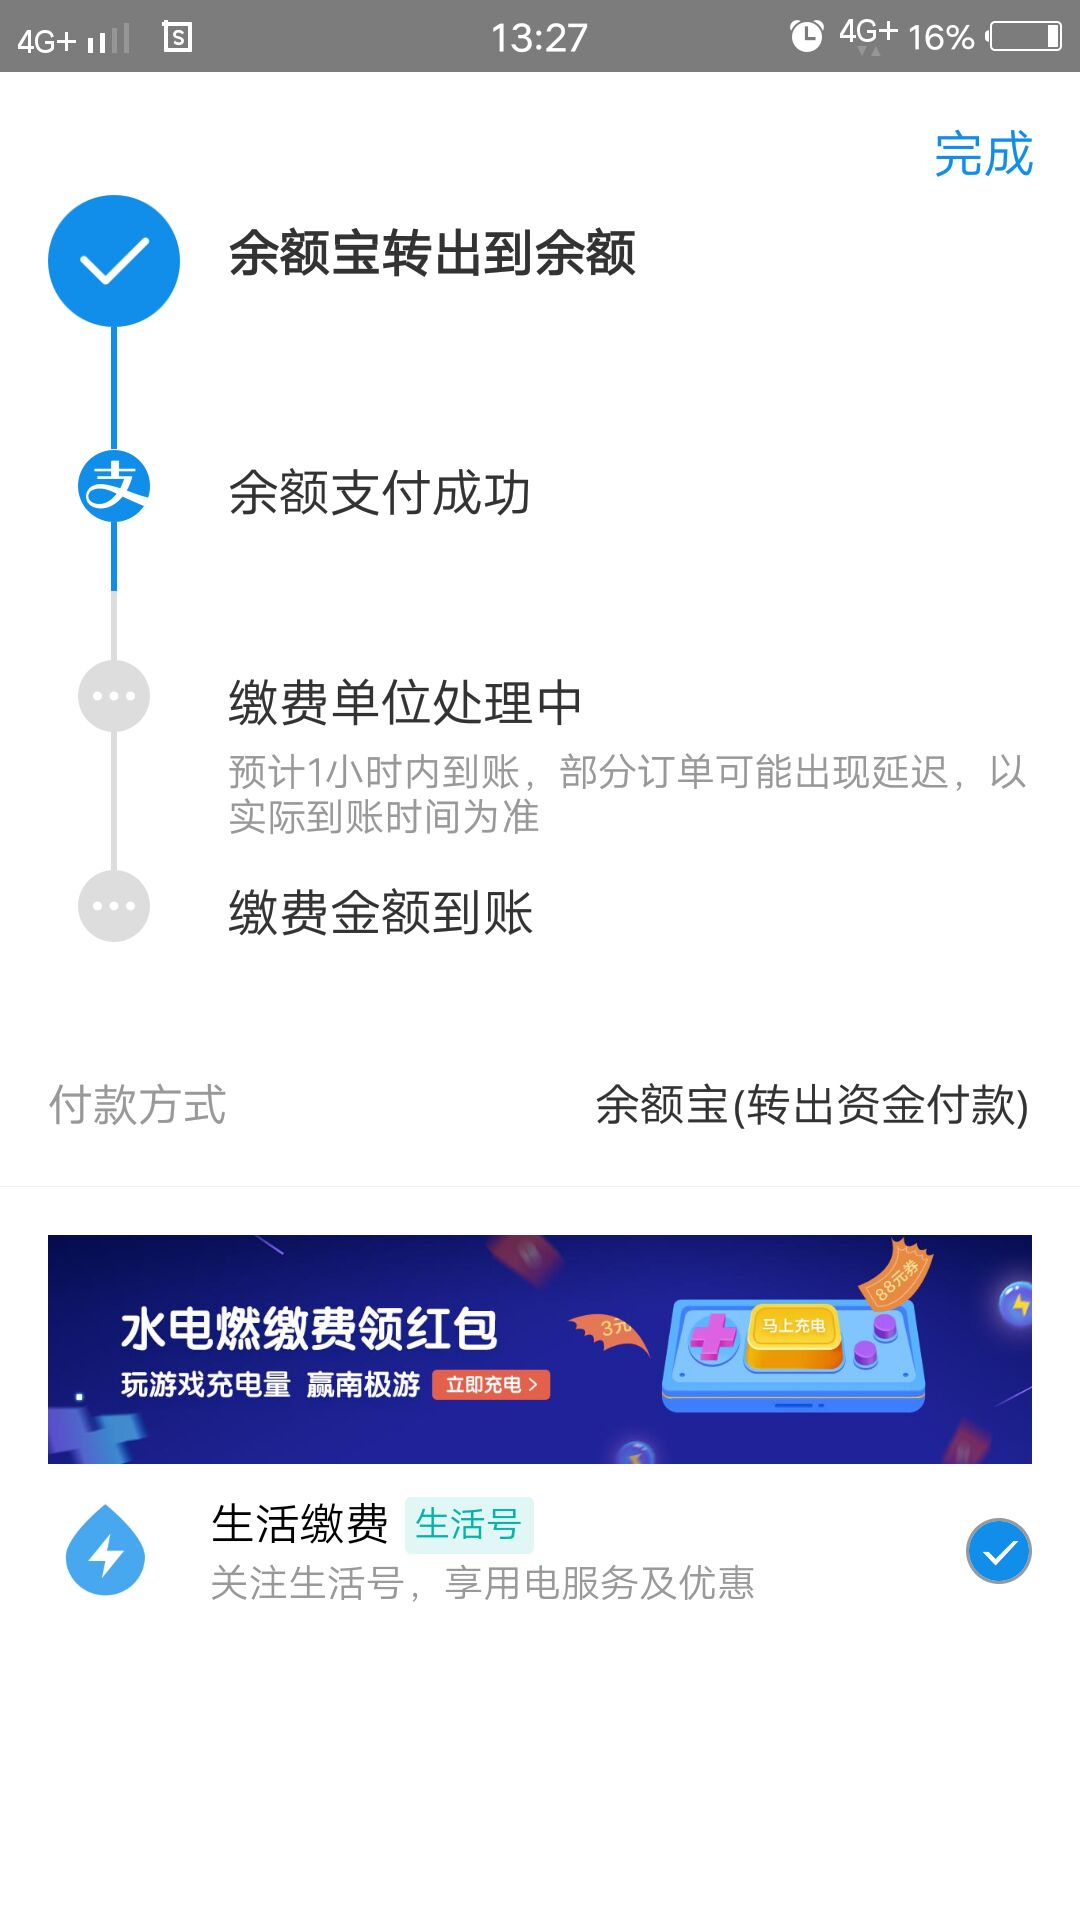 4G+ S 13:27 4G+ 16%
完成
余额宝转出到余额
支
余额支付成功
缴费单位处理中
预计1小时内到账，部分订单可能出现延迟，以
实际到账时间为准
缴费金额到账
付款方式 余额宝(转出资金付款)
88元券
水电燃缴费领红包
3元
马上充电
玩游戏充电量 赢南极游 立即充电 >
生活缴费 生活号
关注生活号，享用电服务及优惠